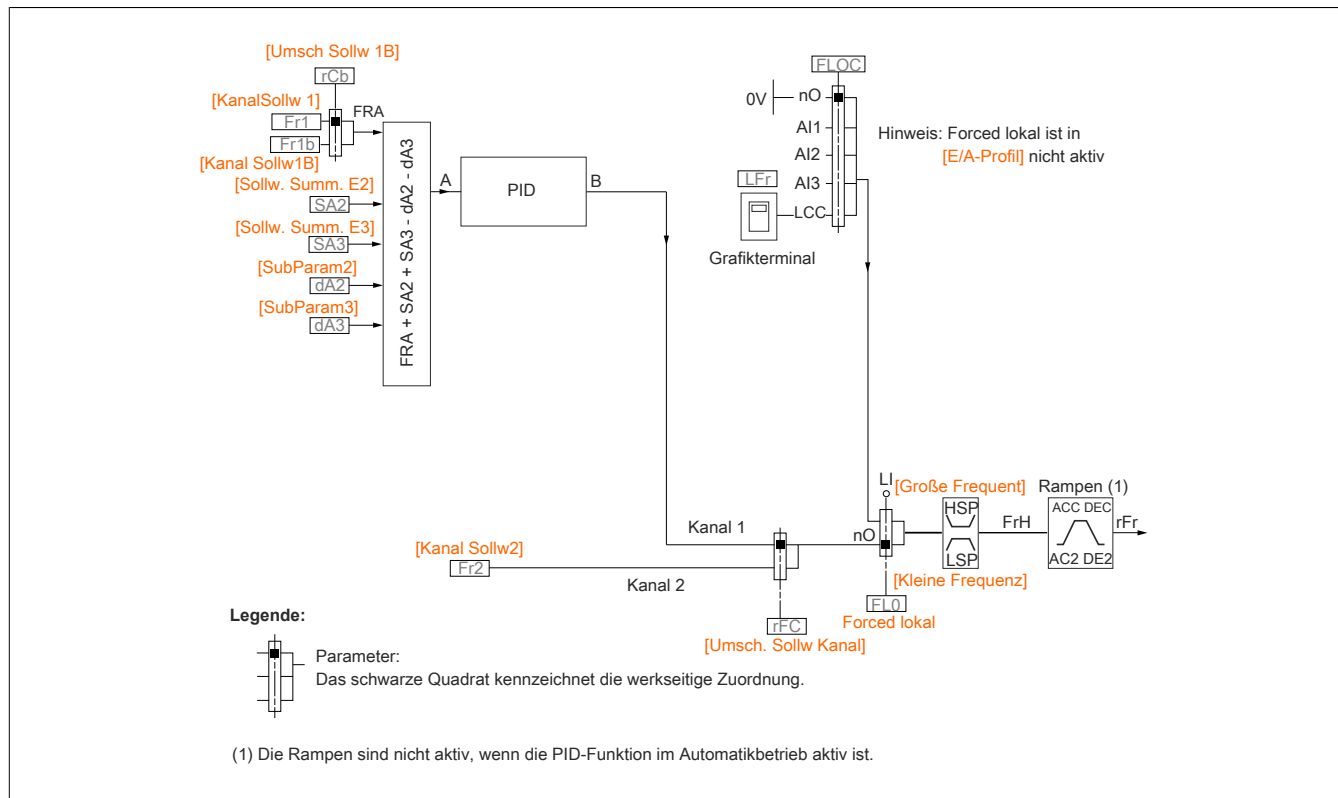 [Umsch Sollw 1B]
rCb
[KanalSollw 1]
FRA
Fr1
Fr1b
[Kanal Sollw1B]
[Sollw. Summ. E2]
SA2
[Sollw. Summ. E3]
SA3
[SubParam2]
dA2
[SubParam3]
dA3
FRA + SA2 + SA3 - dA2 - dA3
A
PID
B
FLOC
0V
nO
AI1
AI2
AI3
LFr
LCC
Grafikterminal
Hinweis: Forced lokal ist in
[E/A-Profil] nicht aktiv
LI
[Große Frequent]
Rampen (1)
HSP
LSP
FrH
ACC DEC
AC2 DE2
rFr
Kanal 1
nO
[Kanal Sollw2]
Fr2
Kanal 2
[Kleine Frequenz]
FL0
Forced lokal
rFC
[Umsch. Sollw Kanal]
Legende:
Parameter:
Das schwarze Quadrat kennzeichnet die werkseitige Zuordnung.
(1) Die Rampen sind nicht aktiv, wenn die PID-Funktion im Automatikbetrieb aktiv ist.